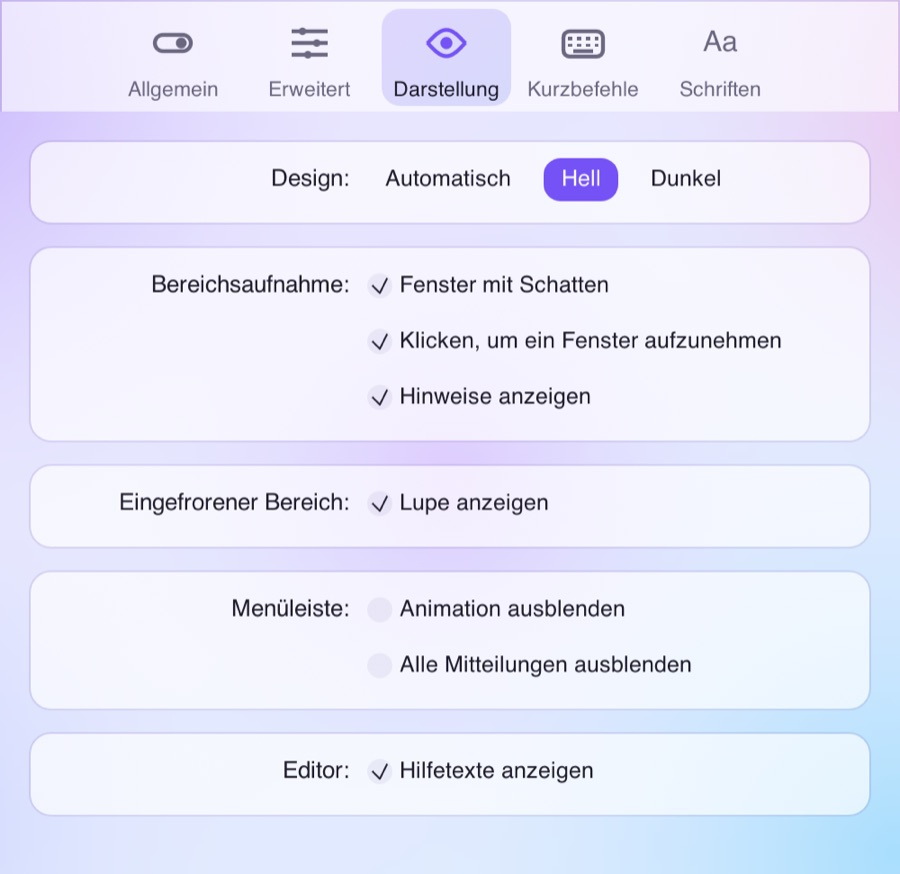 Allgemein Erweitert Darstellung Kurzbefehle Aa Schriften
Design: Automatisch Hell Dunkel
Bereichsaufnahme: Fenster mit Schatten
Klicken, um ein Fenster aufzunehmen
Hinweise anzeigen
Eingefrorener Bereich: Lupe anzeigen
Menüleiste: Animation ausblenden
Alle Mitteilungen ausblenden
Editor: Hilfetexte anzeigen